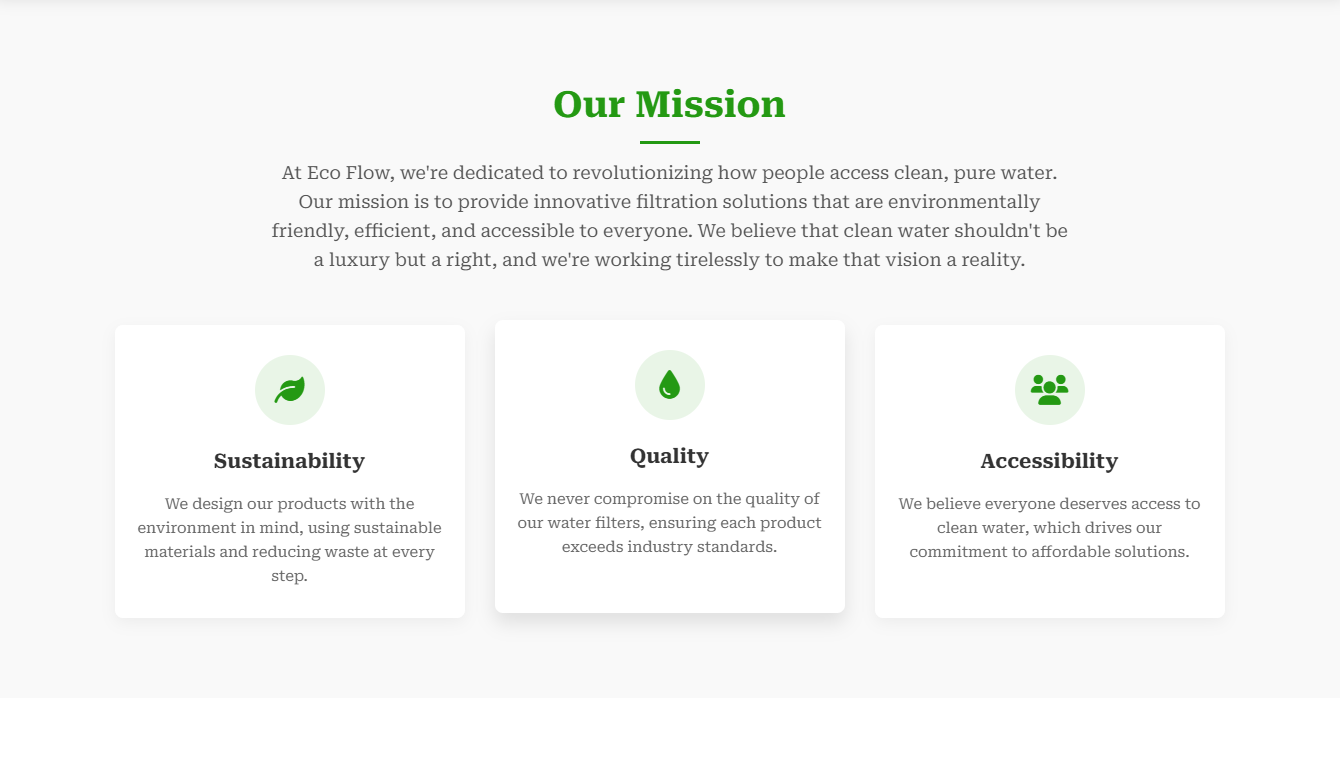 Our Mission
At Eco Flow, we're dedicated to revolutionizing how people access clean, pure water.
Our mission is to provide innovative filtration solutions that are environmentally
friendly, efficient, and accessible to everyone. We believe that clean water shouldn't be
a luxury but a right, and we're working tirelessly to make that vision a reality.
Sustainability
We design our products with the
environment in mind, using sustainable
materials and reducing waste at every
step.
Quality
We never compromise on the quality of
our water filters, ensuring each product
exceeds industry standards.
Accessibility
We believe everyone deserves access to
clean water, which drives our
commitment to affordable solutions.